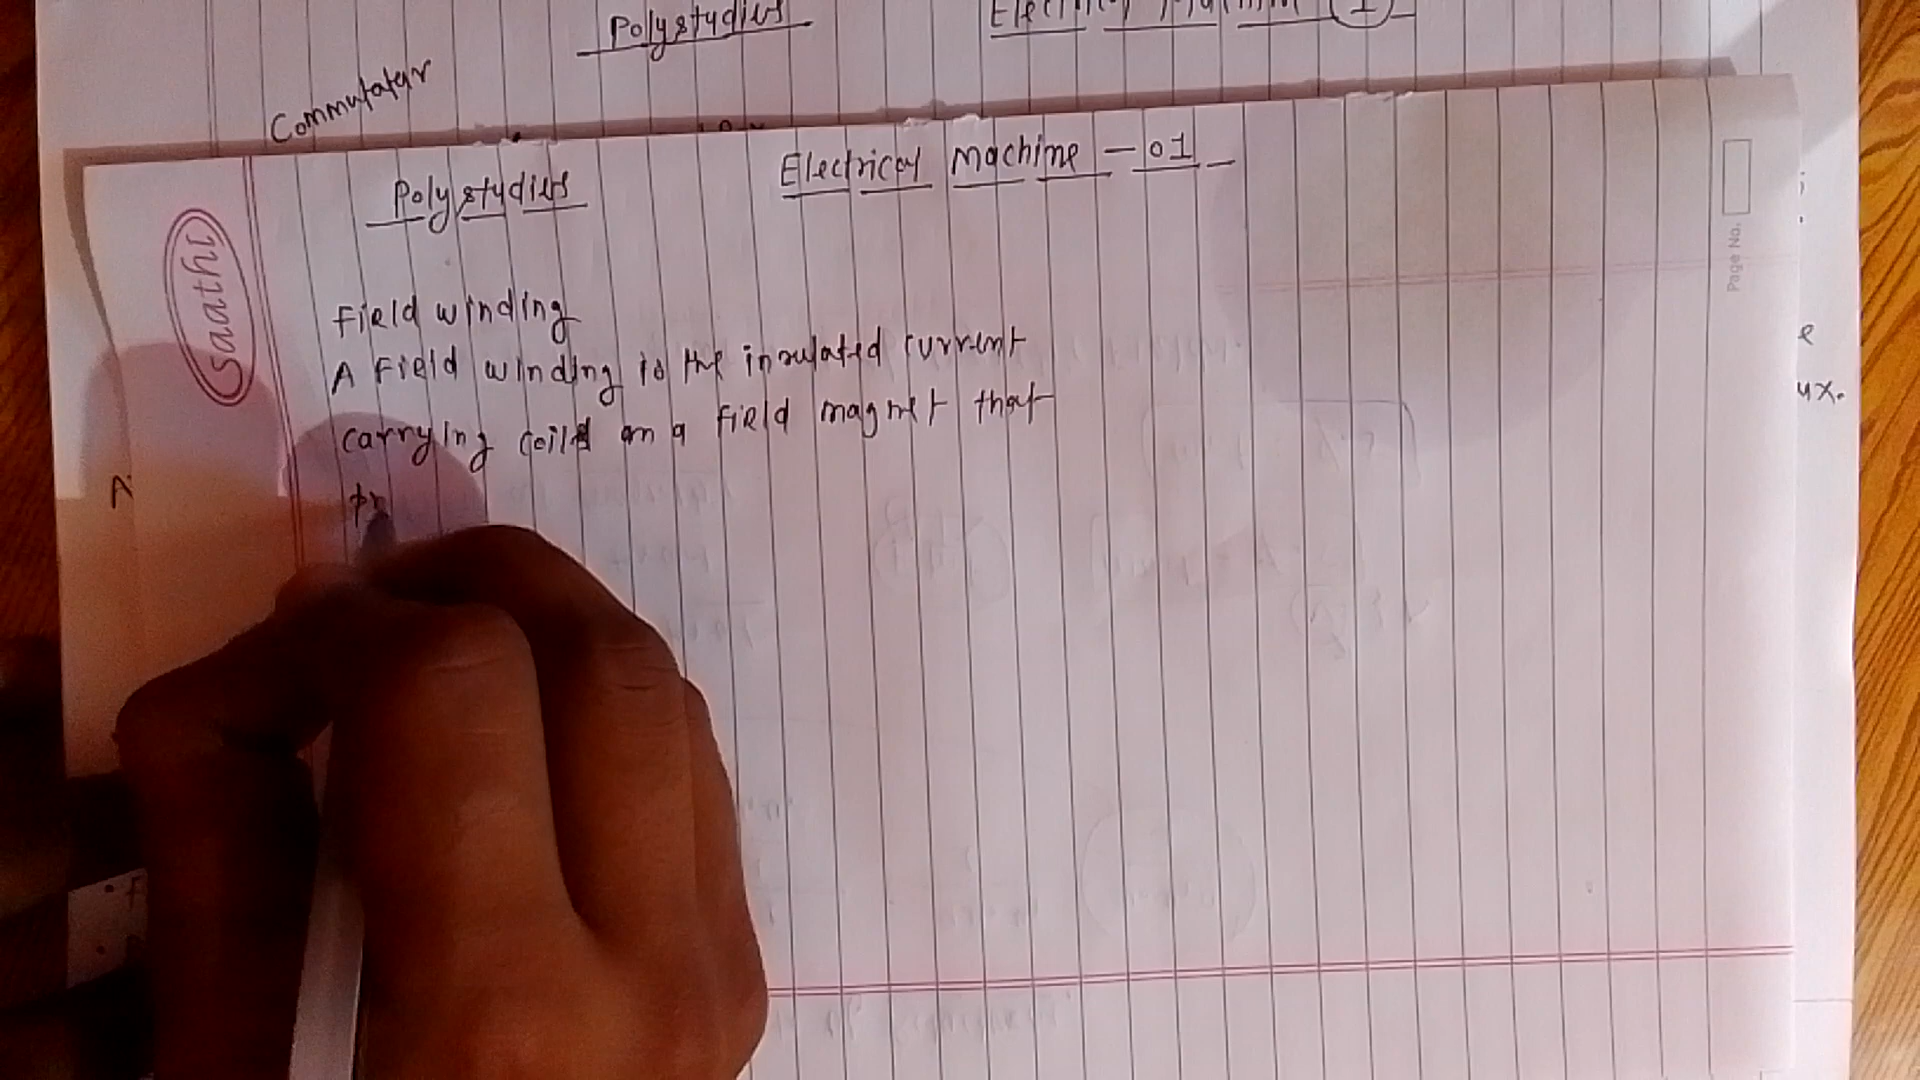 Polystudies
Commutator
Polystudies
Electrical Machine - 01
saathi
Page No.
Field winding
A Field winding is the insulated current
carrying coils on a field magnet that
pr
ux.